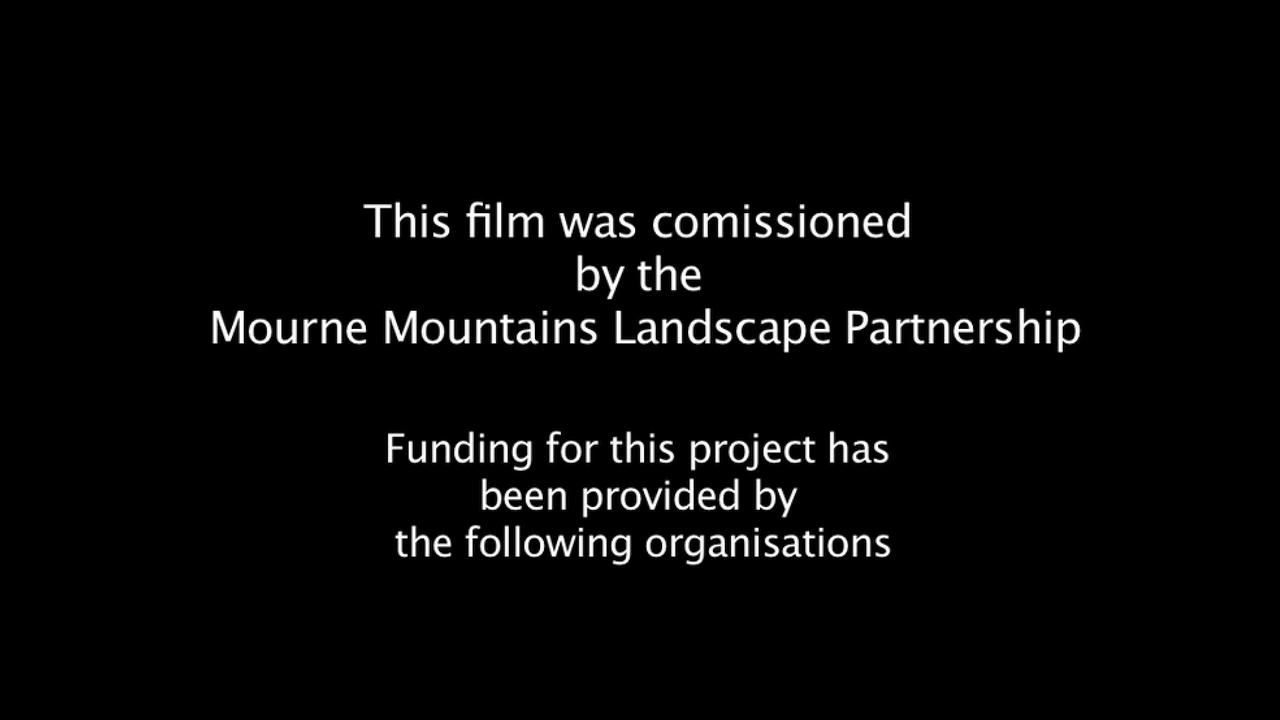 This film was comissioned
by the
Mourne Mountains Landscape Partnership
Funding for this project has
been provided by
the following organisations